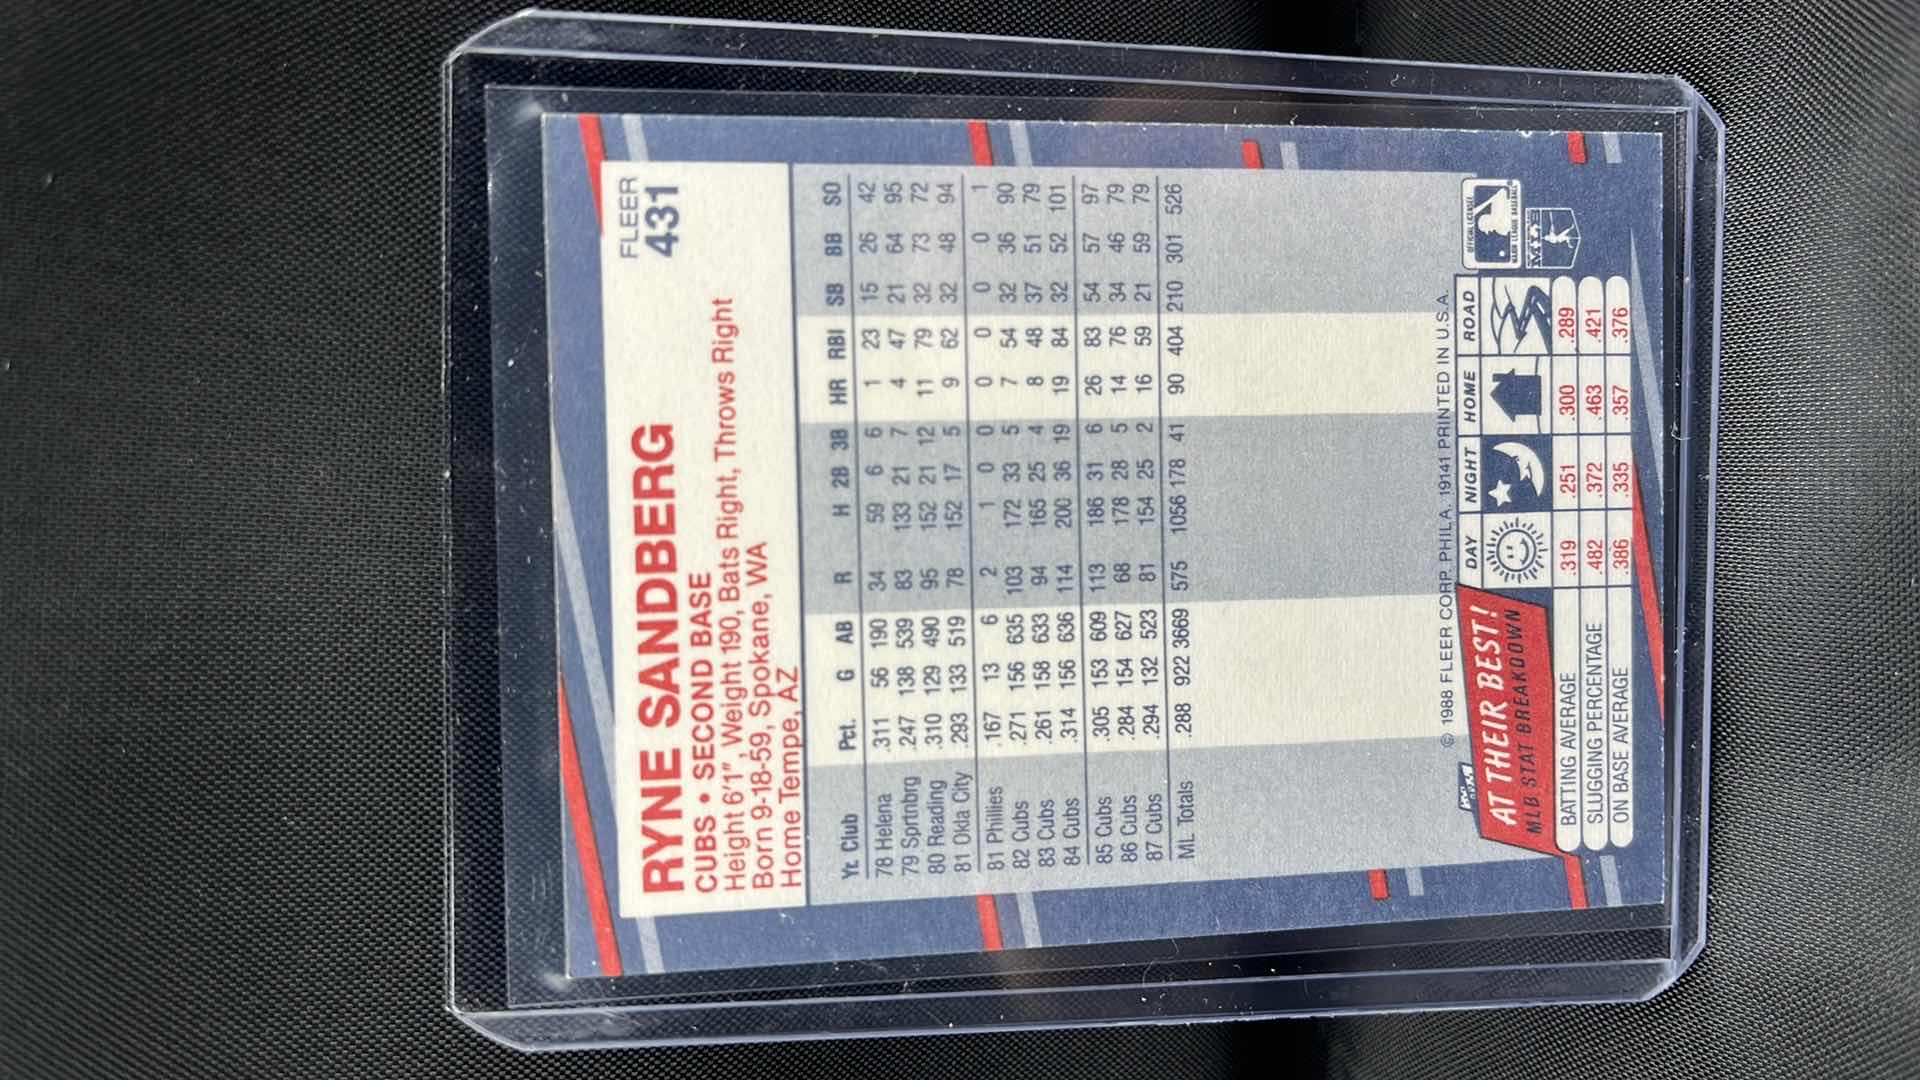 FLEER
431
RYNE SANDBERG
CUBS • SECOND BASE
Height 6'1", Weight 190, Bats Right, Throws Right
Born 9-18-59, Spokane, WA
Home Tempe, AZ
Yr. Club Pct. G AB R H 2B 3B HR RBI SB BB SO
78 Helena .311 56 190 34 59 6 6 1 23 15 26 42
79 Sprtnbrg .247 138 539 83 133 21 7 4 47 21 64 95
80 Reading .310 129 490 95 152 21 12 11 79 32 73 72
81 Okla City .293 133 519 78 152 17 5 9 62 32 48 94
81 Phillies .167 13 6 2 1 0 0 0 0 0 0 1
82 Cubs .271 156 635 103 172 33 5 7 54 32 36 90
83 Cubs .261 158 633 94 165 25 4 8 48 37 51 79
84 Cubs .314 156 636 114 200 36 19 19 84 32 52 101
85 Cubs .305 153 609 113 186 31 6 26 83 54 57 97
86 Cubs .284 154 627 68 178 28 5 14 76 34 46 79
87 Cubs .294 132 523 81 154 25 2 16 59 21 59 79
ML Totals .288 922 3669 575 1056 178 41 90 404 210 301 526
© 1988 FLEER CORP. PHILA. 19141 PRINTED IN U.S.A.
AT THEIR BEST!
MLB STAT BREAKDOWN
DAY NIGHT HOME ROAD
BATTING AVERAGE .319 .251 .300 .289
SLUGGING PERCENTAGE .482 .372 .463 .421
ON BASE AVERAGE .386 .335 .357 .376
OFFICIAL LICENSEE
MAJOR LEAGUE BASEBALL